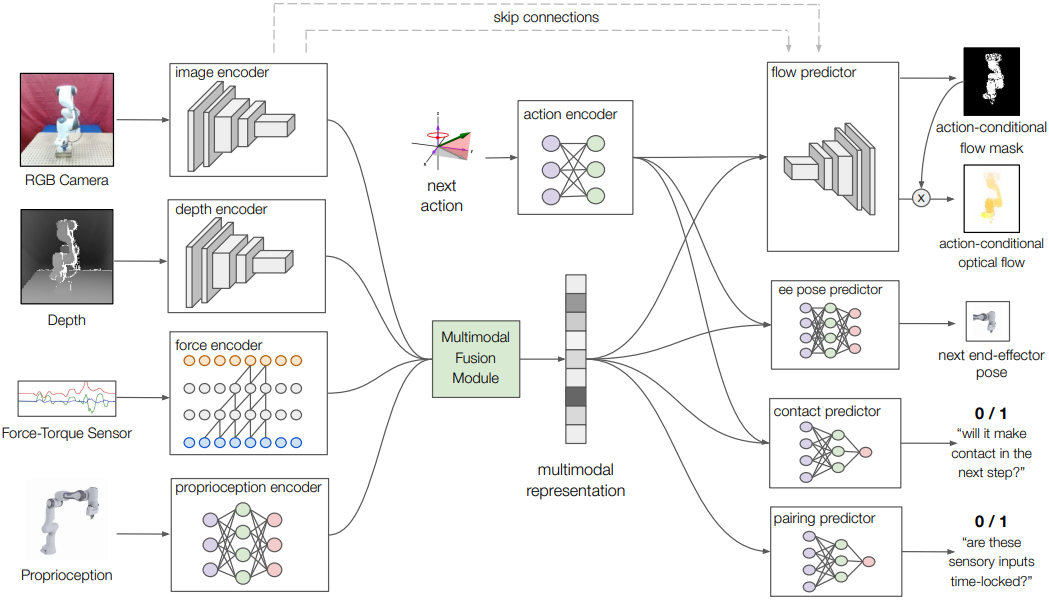 skip connections
image encoder
RGB Camera
depth encoder
Depth
force encoder
Force-Torque Sensor
proprioception encoder
Proprioception
Multimodal
Fusion
Module
next
action
action encoder
multimodal
representation
flow predictor
action-conditional
flow mask
x
action-conditional
optical flow
ee pose predictor
next end-effector
pose
contact predictor
0 / 1
“will it make
contact in the
next step?”
pairing predictor
0 / 1
“are these
sensory inputs
time-locked?”